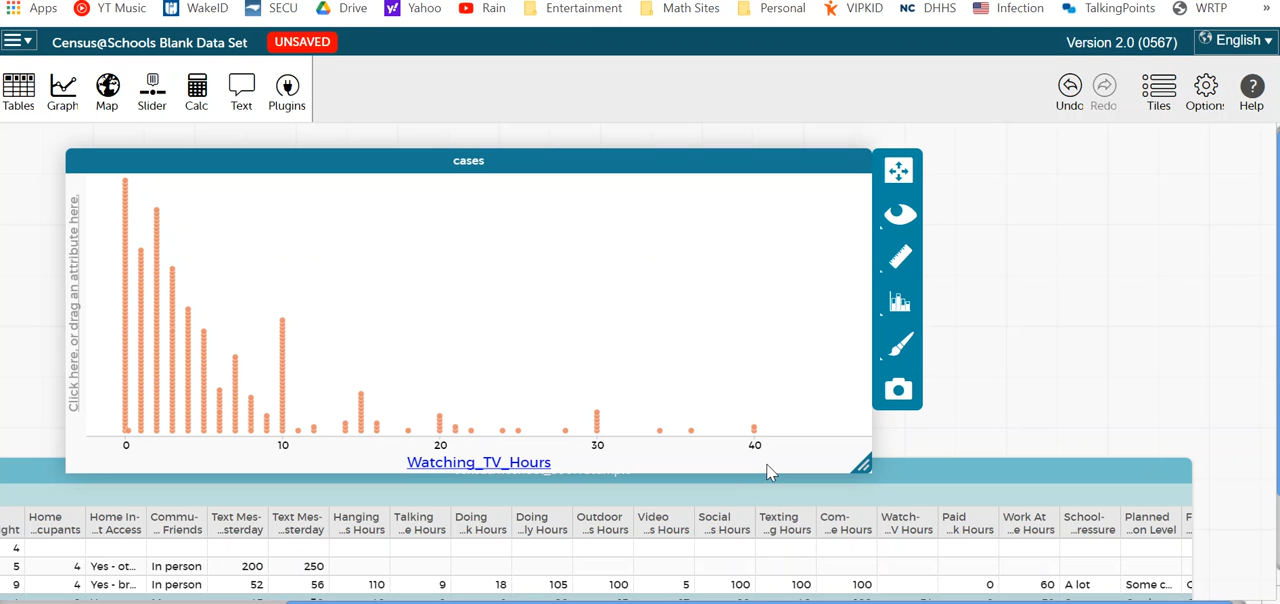 Apps YT Music WakeID SECU Drive Yahoo Rain Entertainment Math Sites Personal VIPKID NC DHHS Infection TalkingPoints WRTP »
Census@Schools Blank Data Set UNSAVED Version 2.0 (0567) English
Tables Graph Map Slider Calc Text Plugins Undo Redo Tiles Option: ? Help
cases
Click here, or drag an attribute here.
0 10 20 30 40
Watching_TV_Hours
Home Home In- Commu- Text Mes- Text Mes- Hanging Talking Doing Doing Outdoor Video Social Texting Com- Watch- Paid Work At School- Planned F
ght ...cupants ...t Access ... Friends ...sterday ...sterday ...s Hours ...e Hours ...k Hours ...ly Hours ...s Hours ...s Hours ...s Hours ...g Hours ...e Hours ...V Hours ...k Hours ...e Hours ...ressure ...on Level
4
5 4 Yes - ot... In person 200 250
9 4 Yes - br... In person 52 56 110 9 18 105 100 5 100 100 100 0 60 A lot Some c...